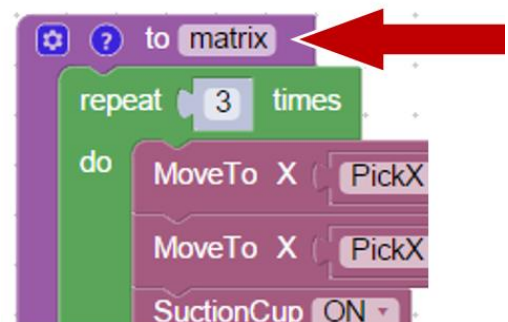 ? to matrix
repeat 3 times
do MoveTo X PickX
MoveTo X PickX
SuctionCup ON